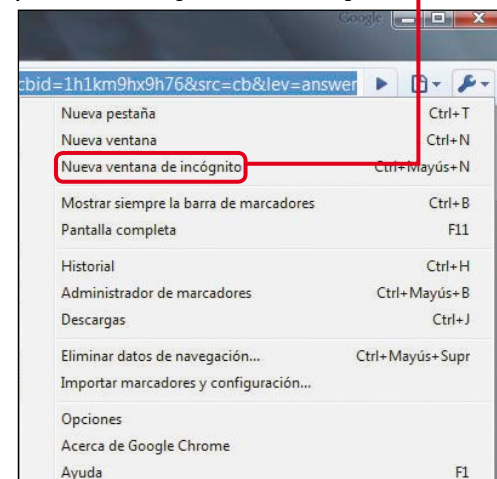 Google
cbid=1h1km9hx9h76&src=cb&lev=answer
Nueva pestaña Ctrl+T
Nueva ventana Ctrl+N
Nueva ventana de incógnito Ctrl+Mayús+N
Mostrar siempre la barra de marcadores Ctrl+B
Pantalla completa F11
Historial Ctrl+H
Administrador de marcadores Ctrl+Mayús+B
Descargas Ctrl+J
Eliminar datos de navegación... Ctrl+Mayús+Supr
Importar marcadores y configuración...
Opciones
Acerca de Google Chrome
Ayuda F1